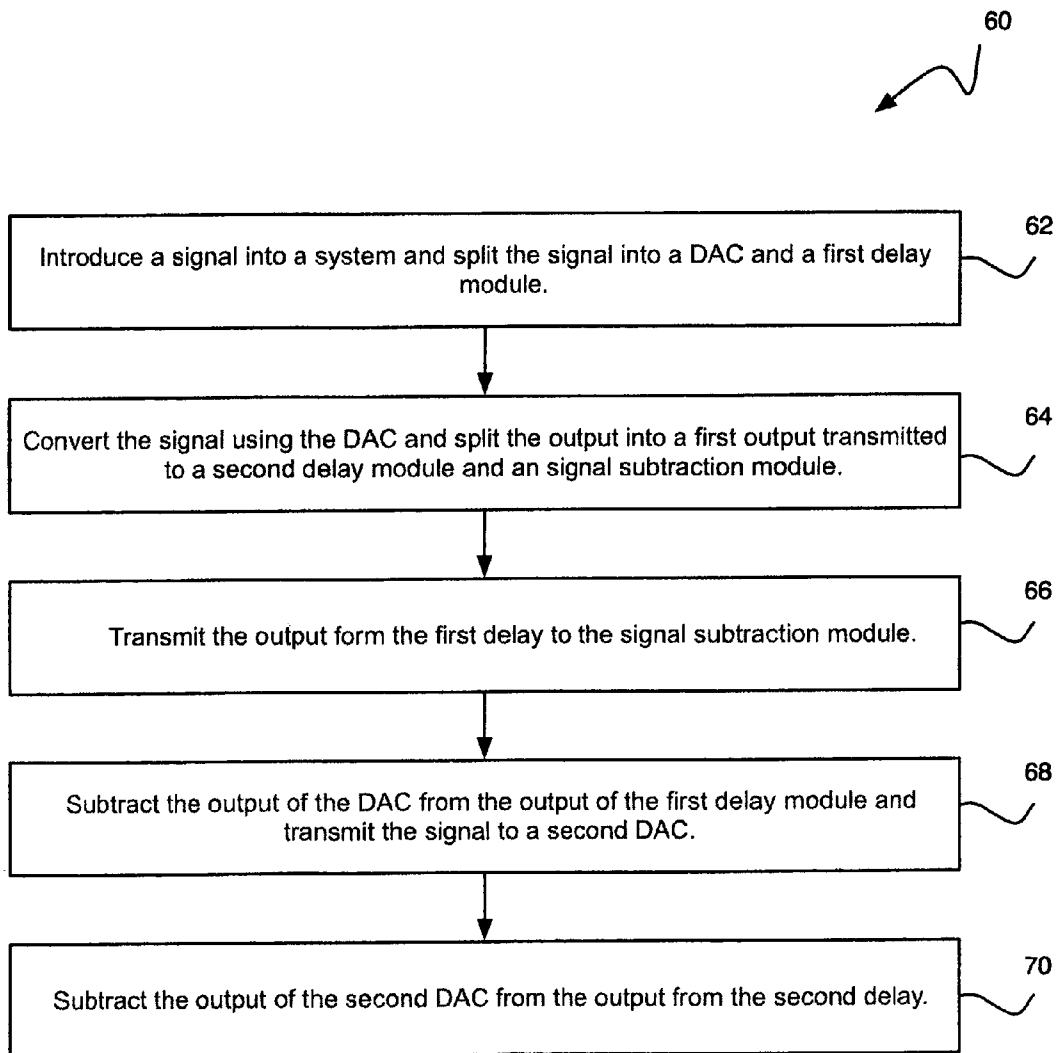 60
Introduce a signal into a system and split the signal into a DAC and a first delay
module.
62
Convert the signal using the DAC and split the output into a first output transmitted
to a second delay module and an signal subtraction module.
64
Transmit the output form the first delay to the signal subtraction module.
66
Subtract the output of the DAC from the output of the first delay module and
transmit the signal to a second DAC.
68
Subtract the output of the second DAC from the output from the second delay.
70